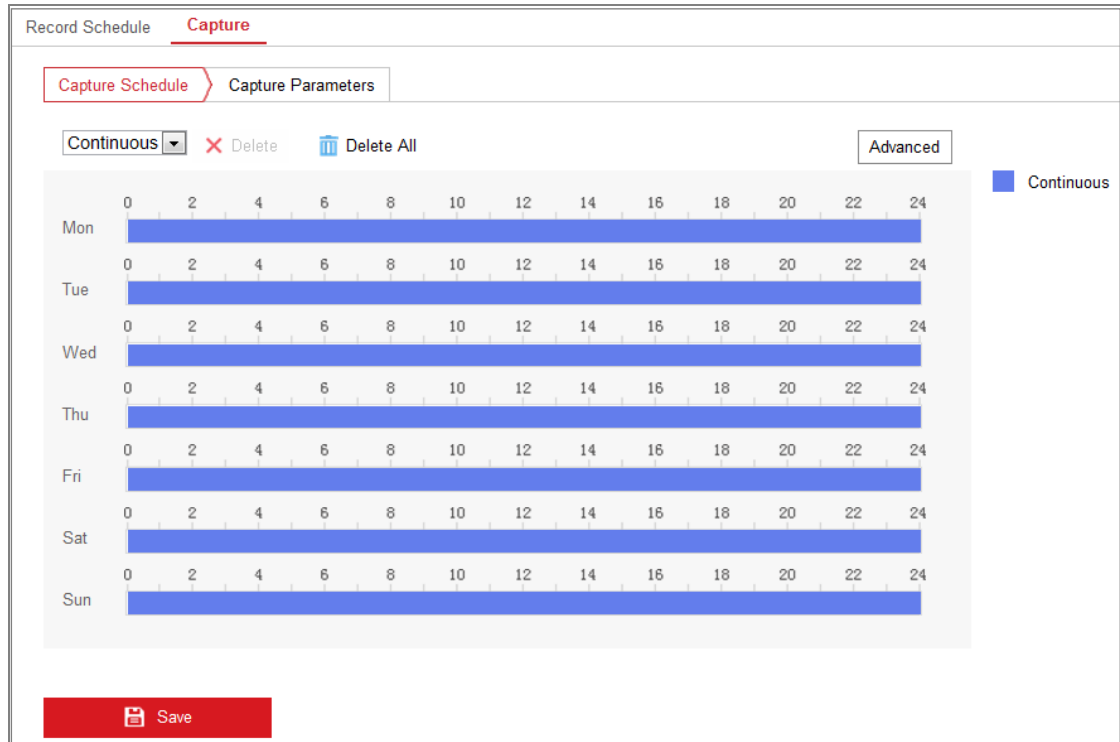 Record Schedule Capture
Capture Schedule Capture Parameters
Continuous Delete Delete All Advanced
Continuous
0 2 4 6 8 10 12 14 16 18 20 22 24
Mon
0 2 4 6 8 10 12 14 16 18 20 22 24
Tue
0 2 4 6 8 10 12 14 16 18 20 22 24
Wed
0 2 4 6 8 10 12 14 16 18 20 22 24
Thu
0 2 4 6 8 10 12 14 16 18 20 22 24
Fri
0 2 4 6 8 10 12 14 16 18 20 22 24
Sat
0 2 4 6 8 10 12 14 16 18 20 22 24
Sun
Save